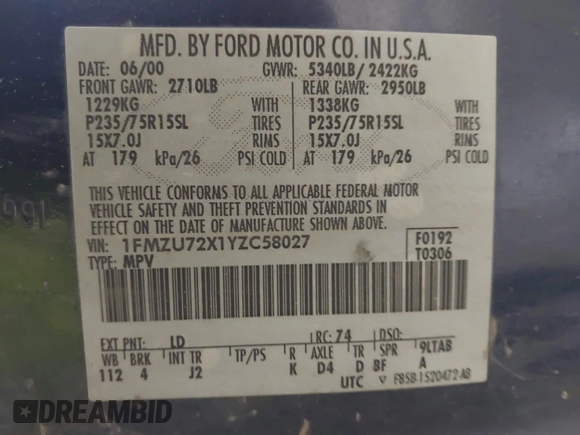 MFD. BY FORD MOTOR CO. IN U.S.A.
DATE: 06/00 GVWR: 5340LB/ 2422KG
FRONT GAWR: 2710LB REAR GAWR: 2950LB
1229KG WITH 1338KG WITH
P235/75R15SL TIRES P235/75R15SL TIRES
15X7.0J RIMS 15X7.0J RIMS
AT 179 kPa/26 PSI COLD AT 179 kPa/26 PSI COLD
THIS VEHICLE CONFORMS TO ALL APPLICABLE FEDERAL MOTOR
VEHICLE SAFETY AND THEFT PREVENTION STANDARDS IN
EFFECT ON THE DATE OF MANUFACTURE SHOWN ABOVE.
VIN: 1FMZU72X1YZC58027 F0192
TYPE: MPV T0306
EXT PNT: LD RC: 74 DSO:
WB BRK INT TR TP/PS R AXLE TR SPR 9LTAB
112 4 J2 K D4 D BF A
UTC F85B-1520472-AB
DREAMBID